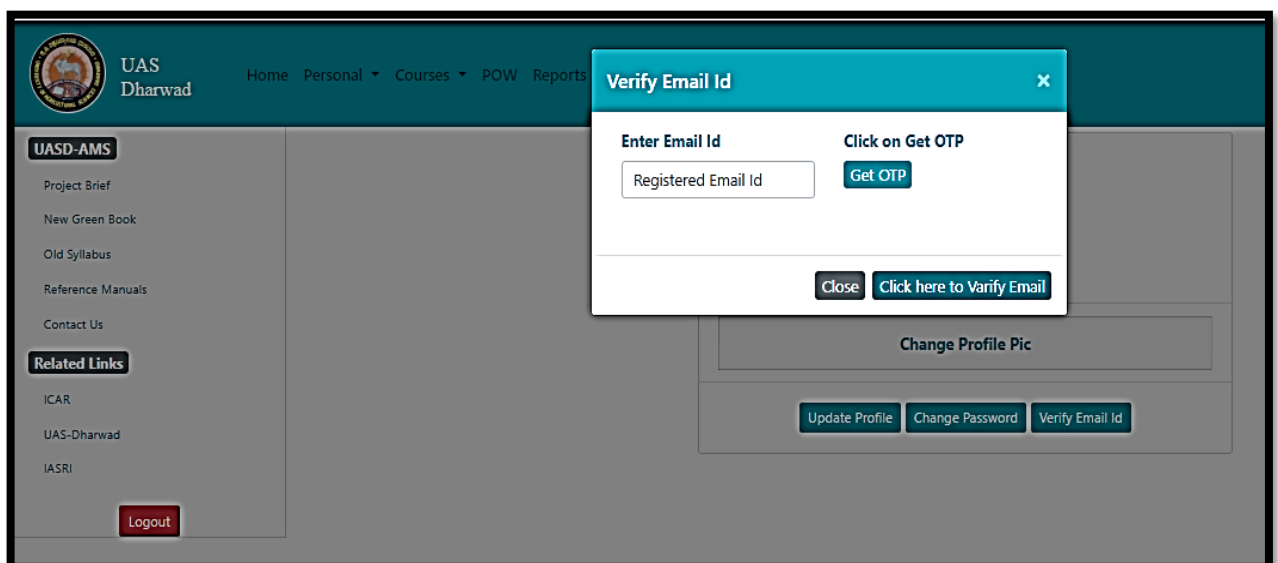 UAS
Dharwad
Home Personal Courses POW Reports
UASD-AMS
Project Brief
New Green Book
Old Syllabus
Reference Manuals
Contact Us
Related Links
ICAR
UAS-Dharwad
IASRI
Logout
Verify Email Id
×
Enter Email Id Click on Get OTP
Registered Email Id Get OTP
Close Click here to Varify Email
Change Profile Pic
Update Profile Change Password Verify Email Id